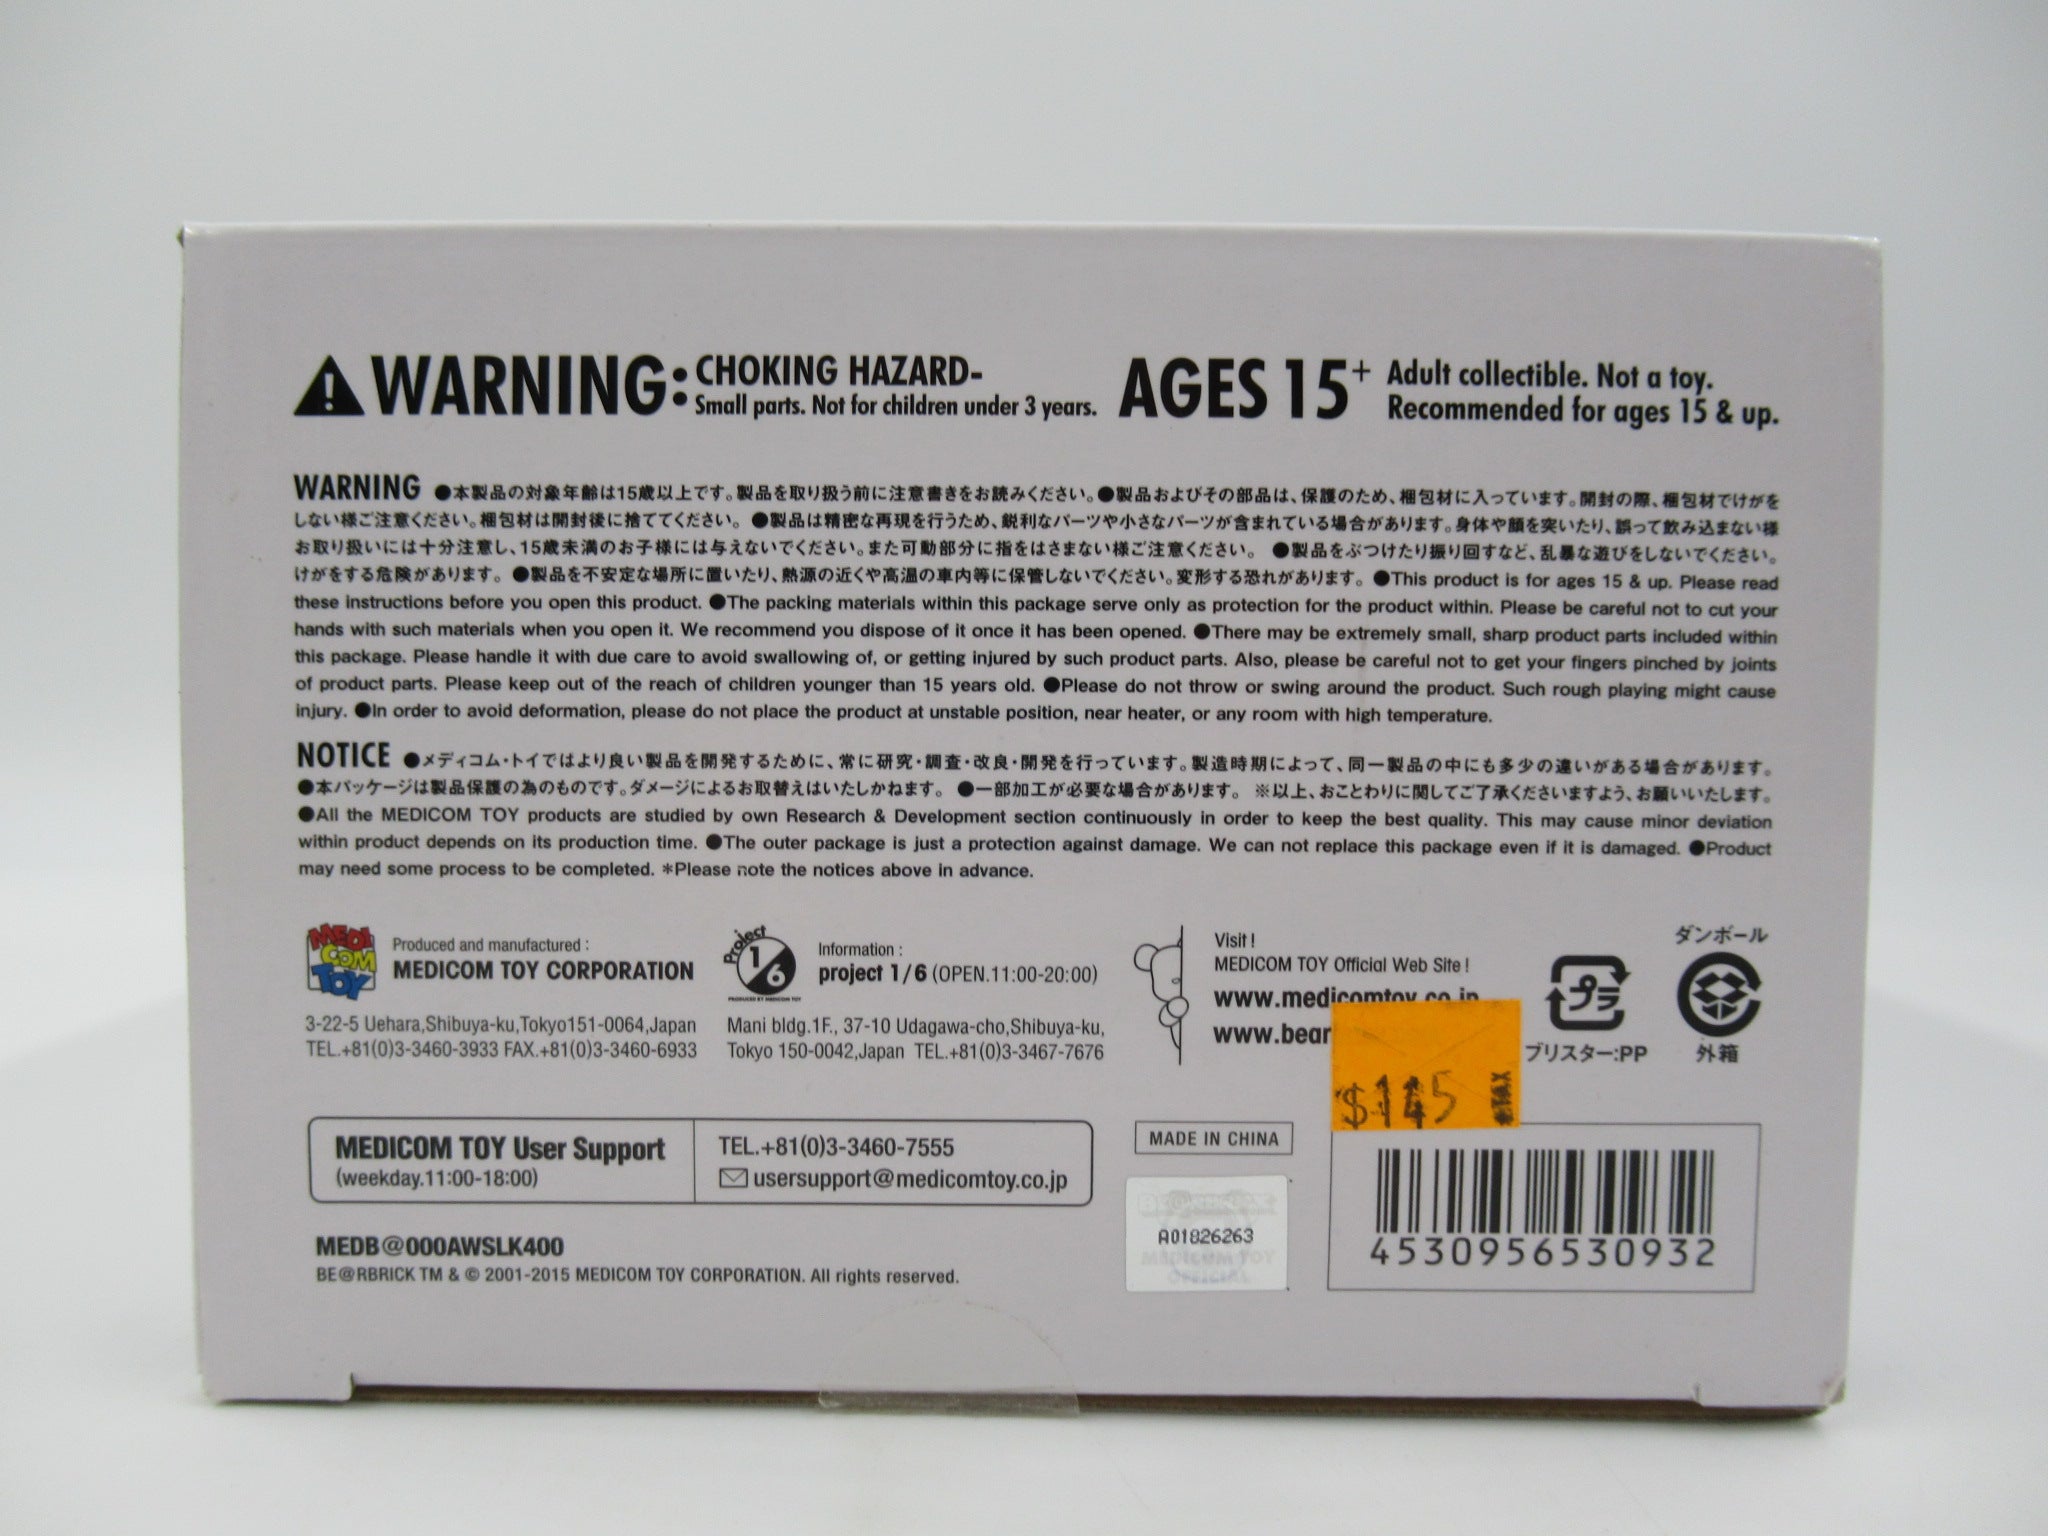 WARNING: CHOKING HAZARD-
Small parts. Not for children under 3 years.
AGES 15+ Adult collectible. Not a toy.
Recommended for ages 15 & up.
WARNING ●本製品の対象年齢は15歳以上です。製品を取り扱う前に注意書きをお読みください。●製品およびその部品は、保護のため、梱包材に入っています。開封の際、梱包材でけがを
しない様ご注意ください。梱包材は開封後に捨ててください。 ●製品は精密な再現を行うため、鋭利なパーツや小さなパーツが含まれている場合があります。身体や顔を突いたり、誤って飲み込まない様
お取り扱いには十分注意し、15歳未満のお子様には与えないでください。また可動部分に指をはさまない様ご注意ください。 ●製品をぶつけたり振り回すなど、乱暴な遊びをしないでください。
けがをする危険があります。 ●製品を不安定な場所に置いたり、熱源の近くや高温の車内等に保管しないでください。変形する恐れがあります。 ●This product is for ages 15 & up. Please read
these instructions before you open this product. ●The packing materials within this package serve only as protection for the product within. Please be careful not to cut your
hands with such materials when you open it. We recommend you dispose of it once it has been opened. ●There may be extremely small, sharp product parts included within
this package. Please handle it with due care to avoid swallowing of, or getting injured by such product parts. Also, please be careful not to get your fingers pinched by joints
of product parts. Please keep out of the reach of children younger than 15 years old. ●Please do not throw or swing around the product. Such rough playing might cause
injury. ●In order to avoid deformation, please do not place the product at unstable position, near heater, or any room with high temperature.
NOTICE ●メディコム・トイではより良い製品を開発するために、常に研究・調査・改良・開発を行っています。製造時期によって、同一製品の中にも多少の違いがある場合があります。
●本パッケージは製品保護の為のものです。ダメージによるお取替えはいたしかねます。 ●一部加工が必要な場合があります。 ※以上、おことわりに関してご了承くださいますよう、お願いいたします。
●All the MEDICOM TOY products are studied by own Research & Development section continuously in order to keep the best quality. This may cause minor deviation
within product depends on its production time. ●The outer package is just a protection against damage. We can not replace this package even if it is damaged. ●Product
may need some process to be completed. *Please note the notices above in advance.
MEDI
COM
TOY
Produced and manufactured :
MEDICOM TOY CORPORATION
3-22-5 Uehara,Shibuya-ku,Tokyo151-0064,Japan
TEL.+81(0)3-3460-3933 FAX.+81(0)3-3460-6933
Project
1/6
PRODUCED BY MEDICOM TOY
Information :
project 1/6 (OPEN.11:00-20:00)
Mani bldg.1F., 37-10 Udagawa-cho,Shibuya-ku,
Tokyo 150-0042,Japan TEL.+81(0)3-3467-7676
Visit !
MEDICOM TOY Official Web Site !
www.medicomtoy.co.jp
www.bear
プラ
ブリスター:PP
ダンボール
外箱
$145 +TAX
MEDICOM TOY User Support
(weekday.11:00-18:00)
TEL.+81(0)3-3460-7555
usersupport@medicomtoy.co.jp
MADE IN CHINA
A01826263
MEDICOM TOY
4530956530932
MEDB@000AWSLK400
BE@RBRICK TM & © 2001-2015 MEDICOM TOY CORPORATION. All rights reserved.